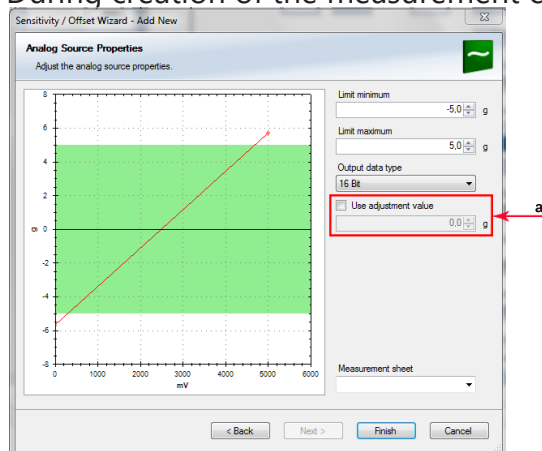 During creation of the measurement
Sensitivity / Offset Wizard - Add New
Analog Source Properties
Adjust the analog source properties.
Limit minimum
-5,0 g
Limit maximum
5,0 g
Output data type
16 Bit
Use adjustment value
0,0 g
a
8
6
4
2
0
-2
-4
-6
-8
g
0 1000 2000 3000 4000 5000 6000
mV
Measurement sheet
< Back Next > Finish Cancel